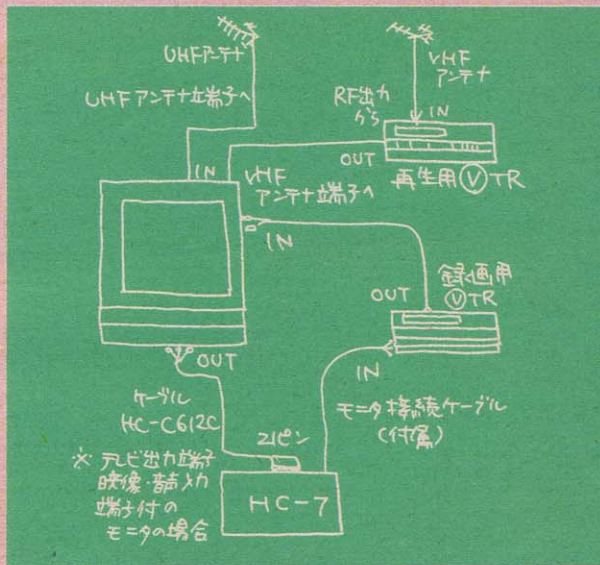 UHFアンテナ
UHFアンテナ端子へ
VHF
アンテナ
RF出力
から
IN
OUT
再生用ⓋTR
IN
VHF
アンテナ端子へ
IN
録画用
ⓋTR
OUT
IN
OUT
モニタ接続ケーブル
(付属)
ケーブル
HC-C612C
21ピン
※テレビ出力端子
映像・音声入力
端子付の
モニタの場合
HC-7